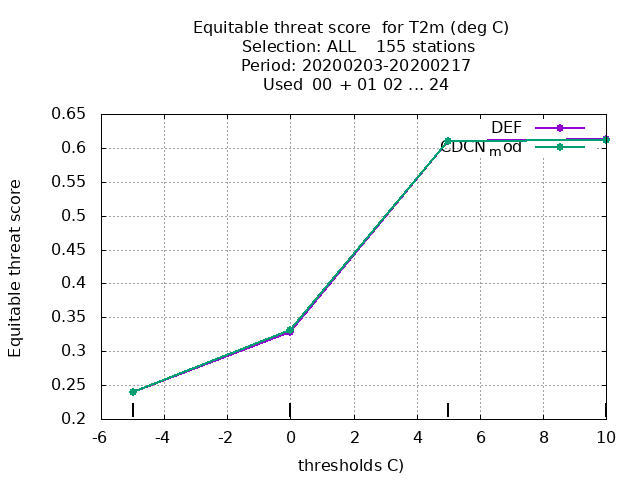 Equitable threat score for T2m (deg C)
Selection: ALL 155 stations
Period: 20200203-20200217
Used 00 + 01 02 ... 24
0.65
0.6
0.55
0.5
0.45
0.4
0.35
0.3
0.25
0.2
Equitable threat score
DEF
CDCNmod
-6 -4 -2 0 2 4 6 8 10
thresholds C)